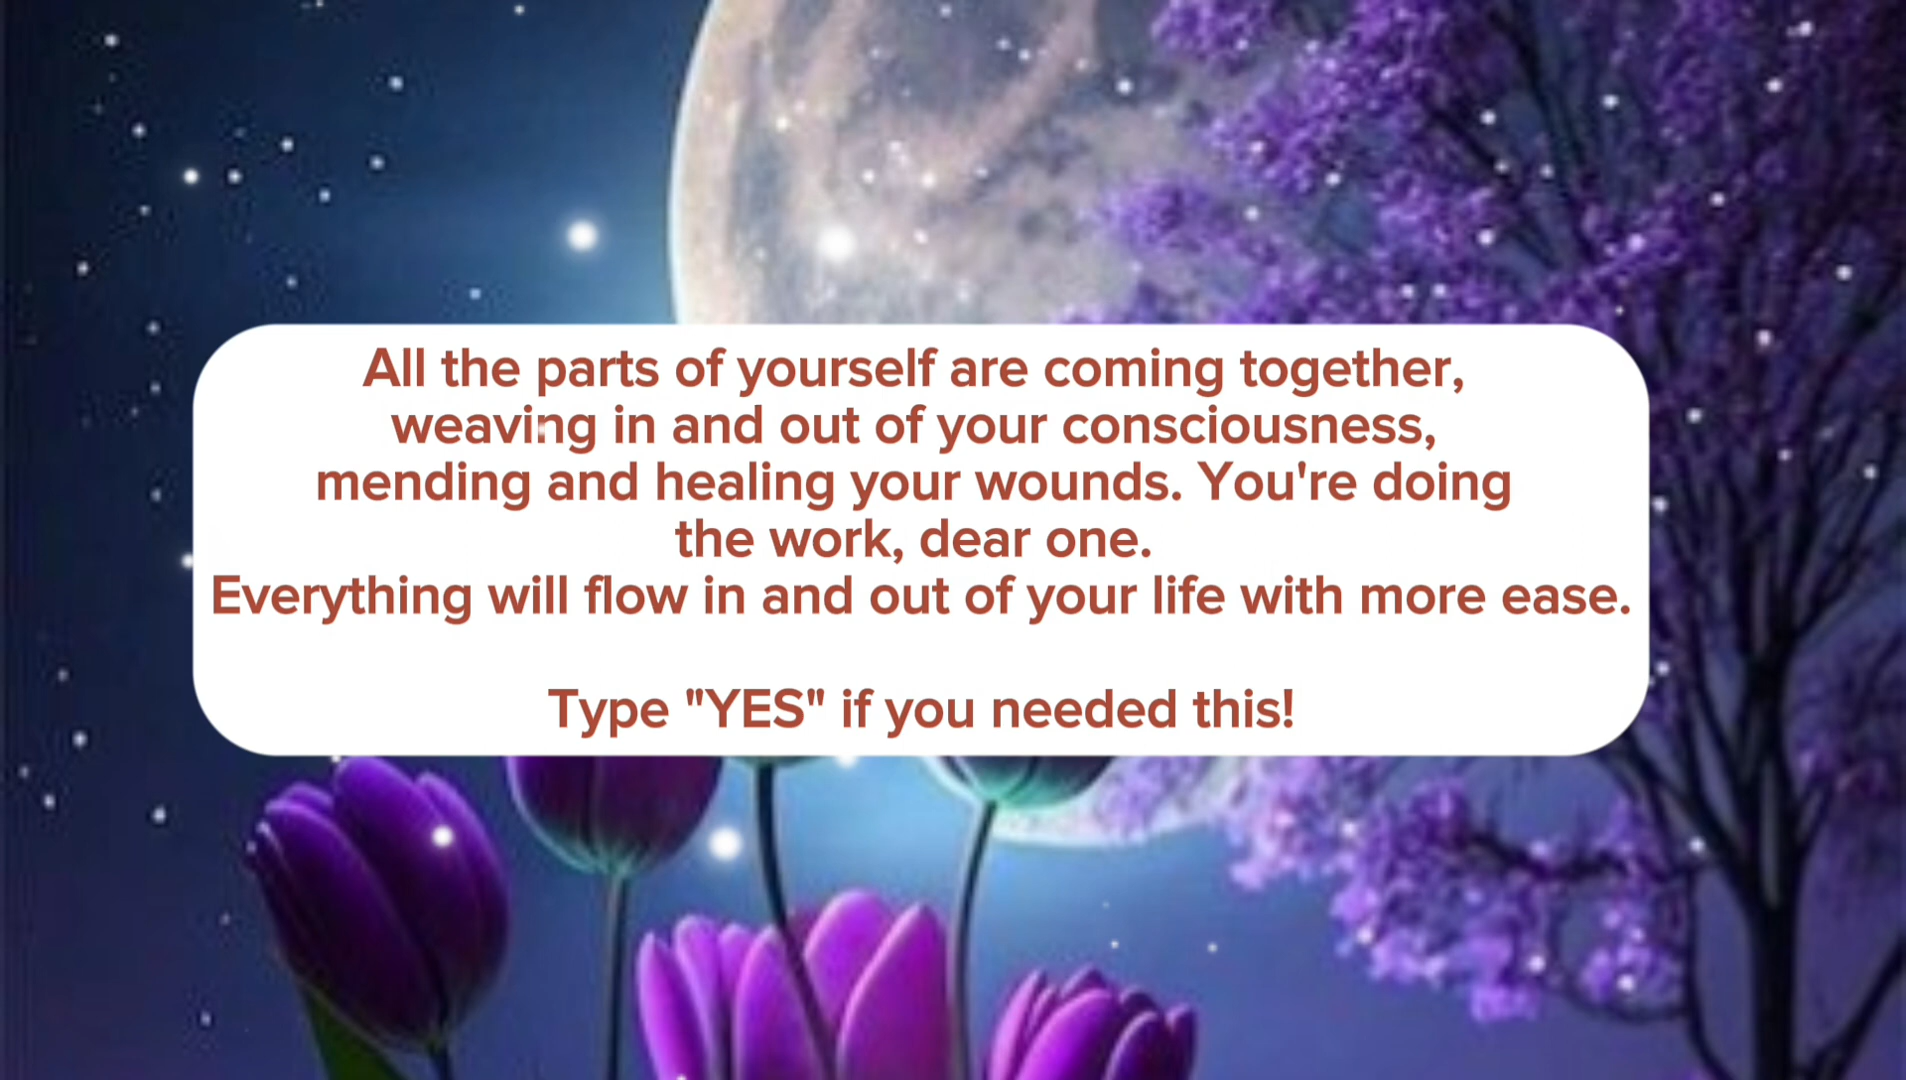 All the parts of yourself are coming together,
weaving in and out of your consciousness,
mending and healing your wounds. You're doing
the work, dear one.
Everything will flow in and out of your life with more ease.
Type "YES" if you needed this!